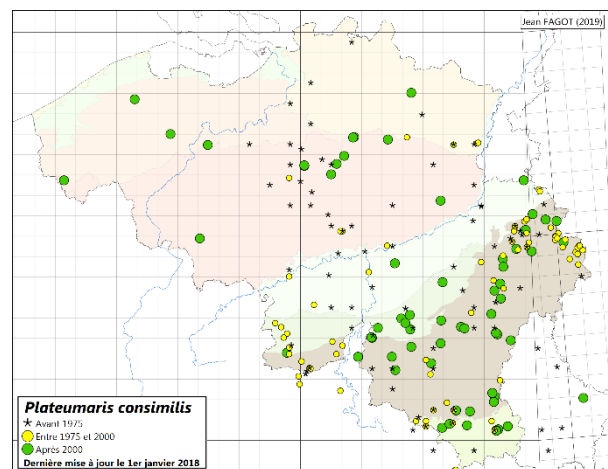 Jean FAGOT (2019)
Plateumaris consimilis
Avant 1975
Entre 1975 et 2000
Après 2000
Dernière mise à jour le 1er janvier 2018